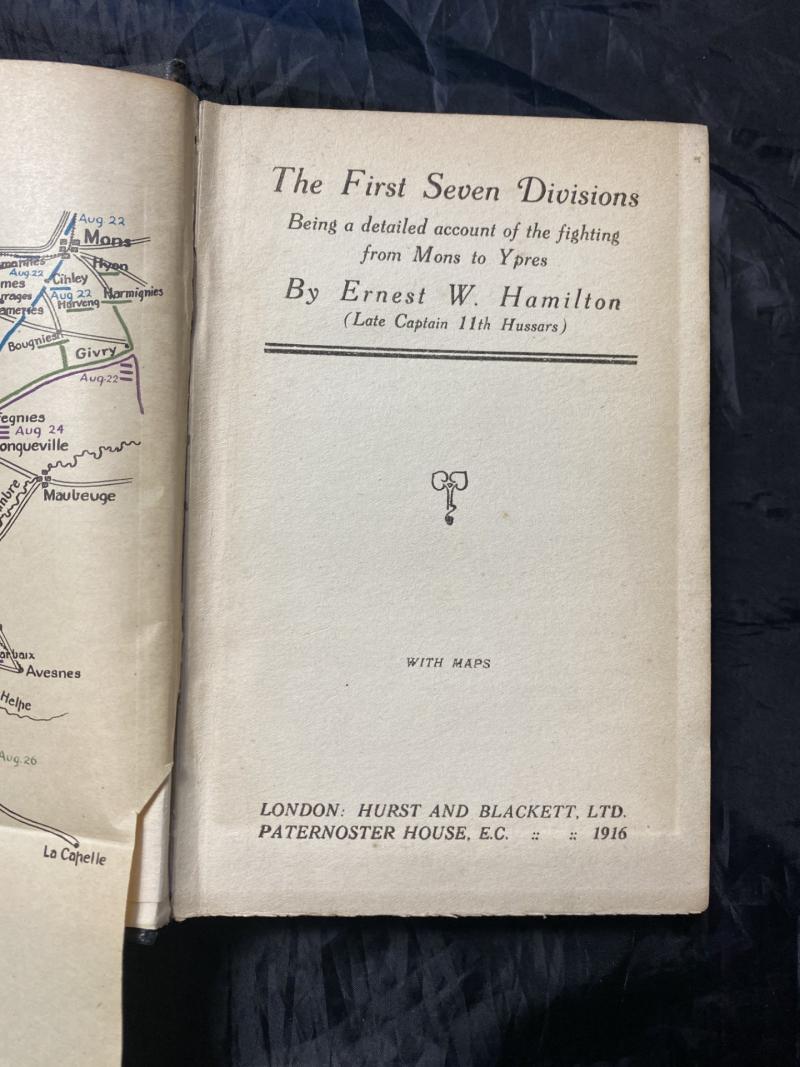 Aug. 22
Mons
Hyon
Aug. 22
Ciply
Aug 22
Harveng
Harmignies
Bougnies
Givry
Aug. 22
Aug 24
Maubeuge
Avesnes
Helpe
Aug. 26
La Capelle
The First Seven Divisions
Being a detailed account of the fighting
from Mons to Ypres
By Ernest W. Hamilton
(Late Captain 11th Hussars)
WITH MAPS
LONDON: HURST AND BLACKETT, LTD.
PATERNOSTER HOUSE, E.C. :: :: 1916